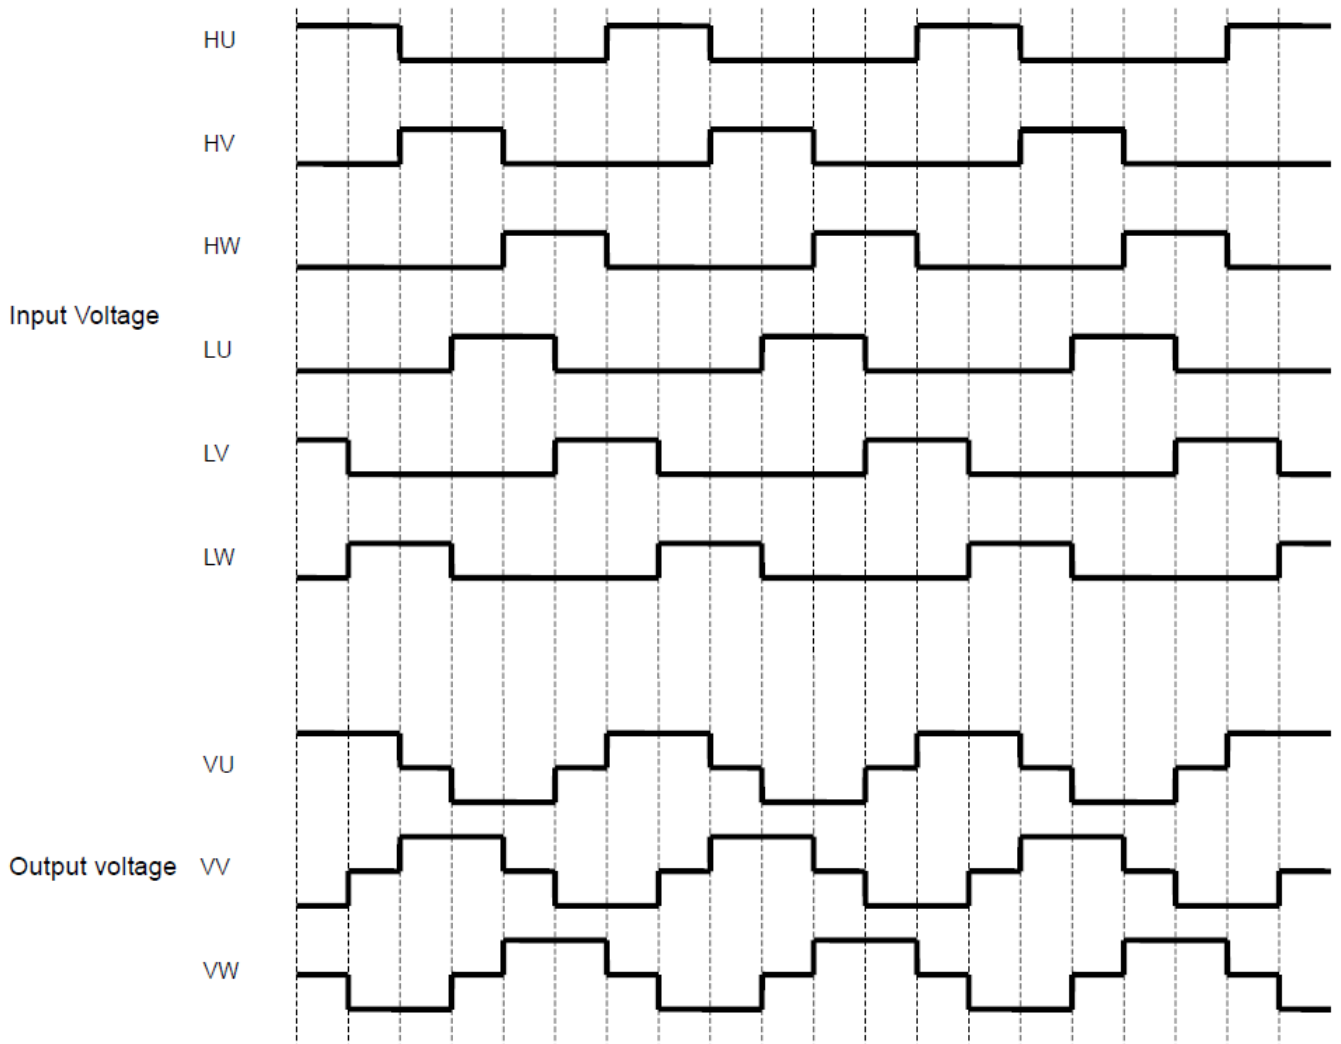 HU
HV
HW
Input Voltage
LU
LV
LW
VU
Output voltage VV
VW